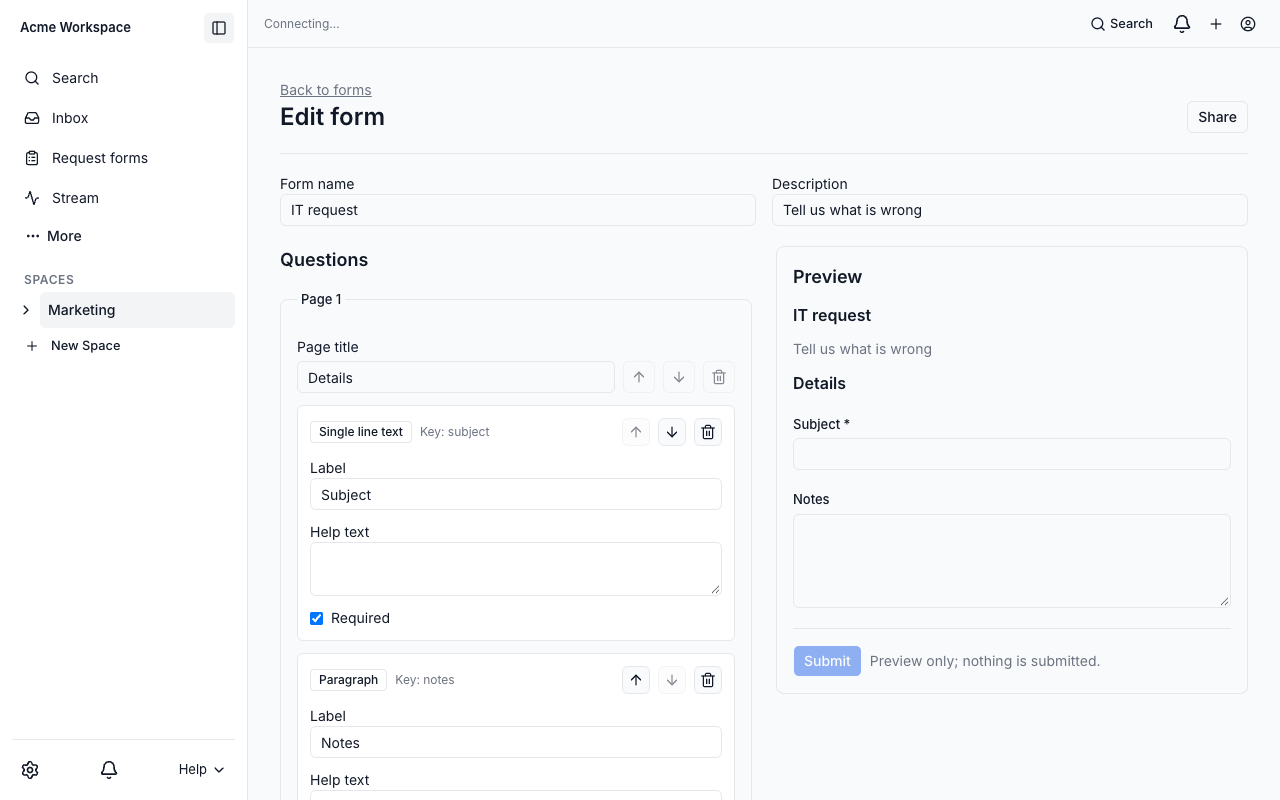 Acme Workspace
Search
Inbox
Request forms
Stream
More
SPACES
Marketing
New Space
Help
Connecting...
Search
Back to forms
Edit form
Share
Form name
IT request
Description
Tell us what is wrong
Questions
Page 1
Page title
Details
Single line text Key: subject
Label
Subject
Help text
Required
Paragraph Key: notes
Label
Notes
Help text
Preview
IT request
Tell us what is wrong
Details
Subject *
Notes
Submit Preview only; nothing is submitted.